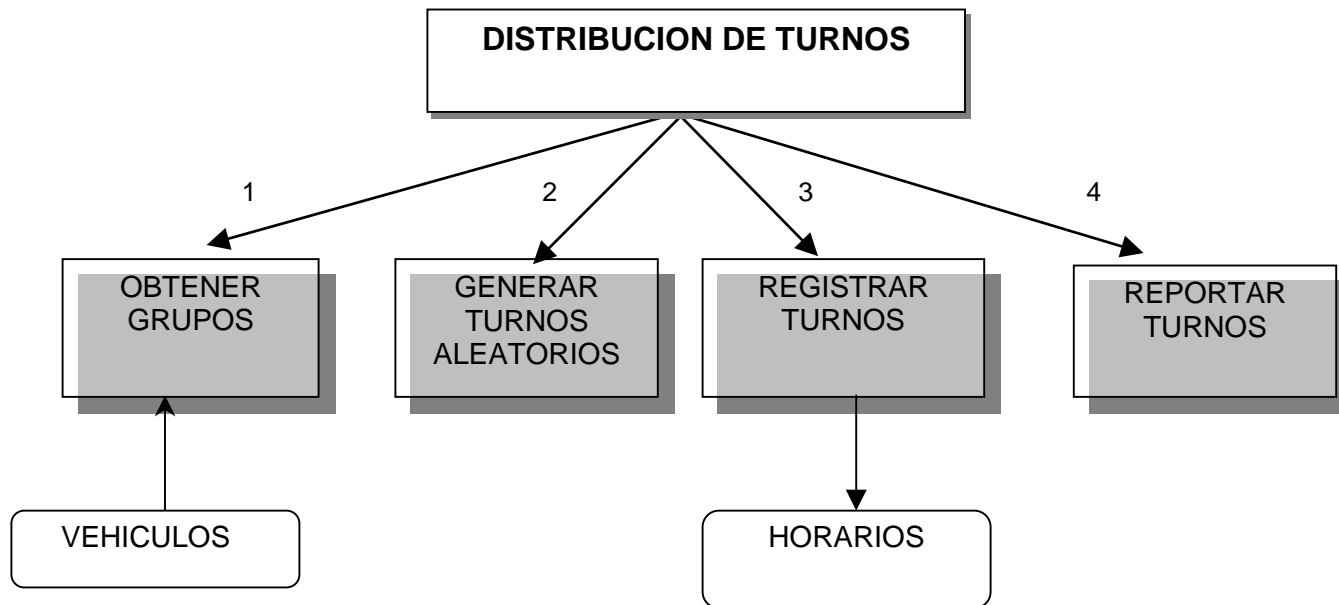 DISTRIBUCION DE TURNOS
1
2
3
4
OBTENER
GRUPOS
GENERAR
TURNOS
ALEATORIOS
REGISTRAR
TURNOS
REPORTAR
TURNOS
VEHICULOS
HORARIOS